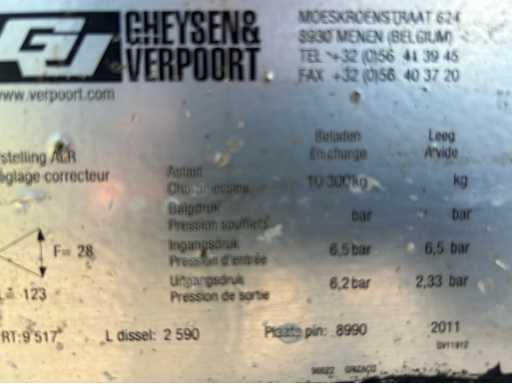 GHEYSEN&
VERPOORT
MOESKROENSTRAAT 624
8930 MENEN (BELGIUM)
TEL +32 (0)56 41 39 45
FAX +32 (0)56 40 37 20
www.verpoort.com
Beladen Leeg
En charge A vide
stelling ALR
églage correcteur
10 300 kg kg
Balgdruk
Pression soufflets bar bar
Ingangsdruk
Pression d'entrée 6,5 bar 6,5 bar
Uitgangsdruk
Pression de sortie 6,2 bar 2,33 bar
F= 28
L= 123
RT: 9 517 L dissel: 2 590 Plaats pin: 8990 2011